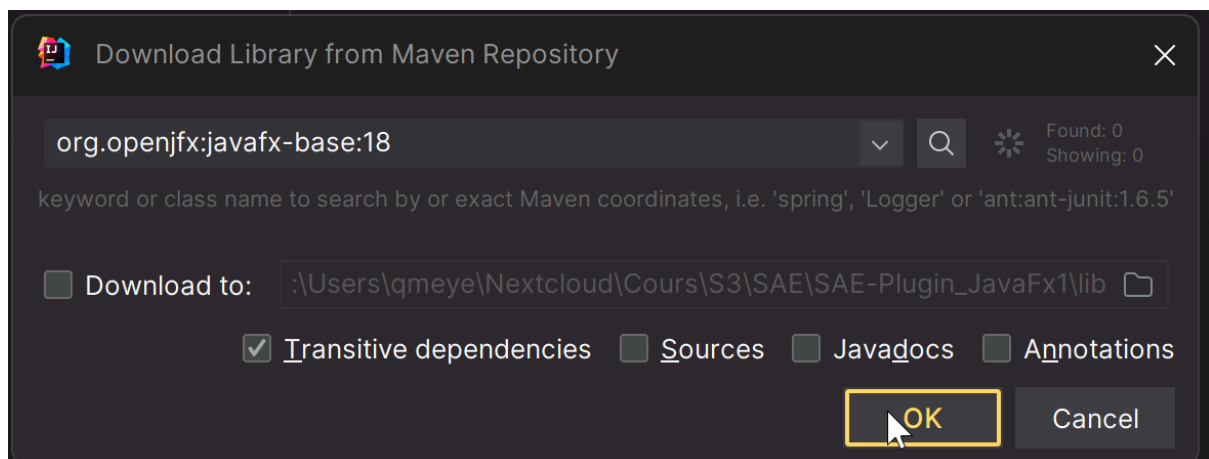 IJ
Download Library from Maven Repository
org.openjfx:javafx-base:18
Found: 0
Showing: 0
keyword or class name to search by or exact Maven coordinates, i.e. 'spring', 'Logger' or 'ant:ant-junit:1.6.5'
Download to: :\Users\qmeye\Nextcloud\Cours\S3\SAE\SAE-Plugin_JavaFx1\lib
Transitive dependencies Sources Javadocs Annotations
OK Cancel